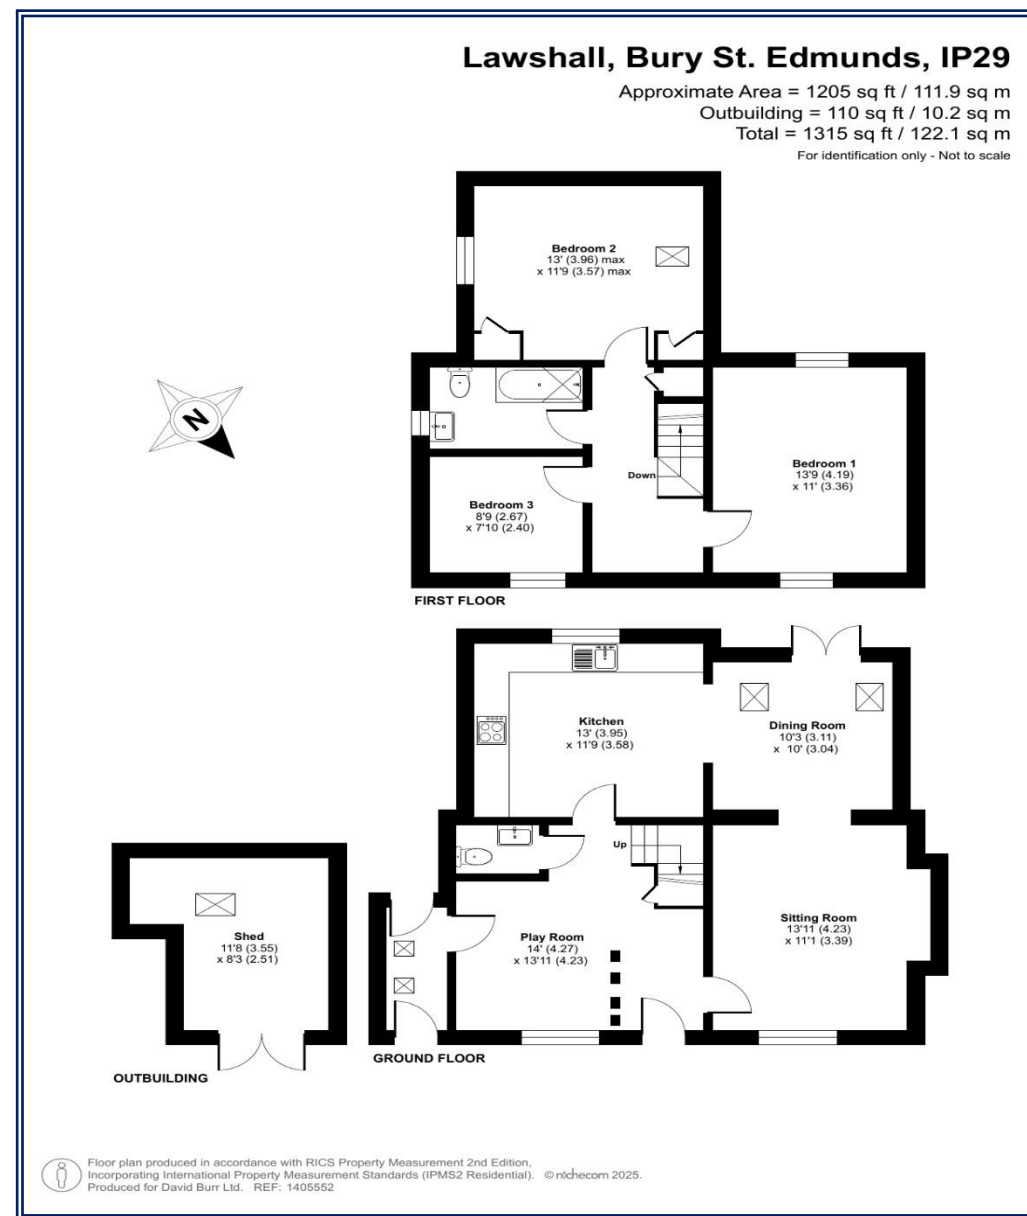 Lawshall, Bury St. Edmunds, IP29
Approximate Area = 1205 sq ft / 111.9 sq m
Outbuilding = 110 sq ft / 10.2 sq m
Total = 1315 sq ft / 122.1 sq m
For identification only - Not to scale
Bedroom 2
13' (3.96) max
x 11'9 (3.57) max
N
Bedroom 1
13'9 (4.19)
x 11' (3.36)
Down
Bedroom 3
8'9 (2.67)
x 7'10 (2.40)
FIRST FLOOR
Kitchen
13' (3.95)
x 11'9 (3.58)
Dining Room
10'3 (3.11)
x 10' (3.04)
Up
Sitting Room
13'11 (4.23)
x 11'1 (3.39)
Play Room
14' (4.27)
x 13'11 (4.23)
Shed
11'8 (3.55)
x 8'3 (2.51)
GROUND FLOOR
OUTBUILDING
Floor plan produced in accordance with RICS Property Measurement 2nd Edition,
Incorporating International Property Measurement Standards (IPMS2 Residential). © nichecom 2025.
Produced for David Burr Ltd. REF: 1405552